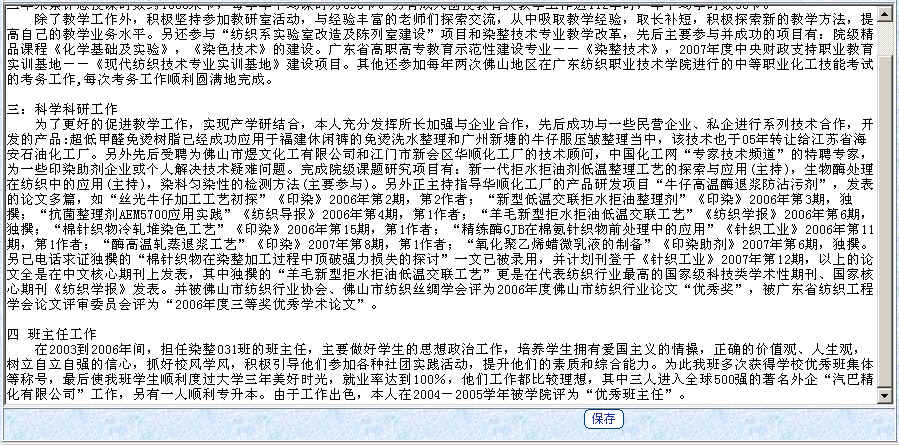 除了教学工作外，积极坚持参加教研室活动，与经验丰富的老师们探索交流，从中吸取教学经验，取长补短，积极探索新的教学方法，提
高自己的教学业务水平。另还参与“纺织系实验室改造及陈列室建设”项目和染整技术专业教学改革，先后主要参与并成功的项目有：院级精
品课程《化学基础及实验》，《染色技术》的建设。广东省高职高专教育示范性建设专业－－《染整技术》，2007年度中央财政支持职业教育
实训基地－－《现代纺织技术专业实训基地》建设项目。其他还参加每年两次佛山地区在广东纺织职业技术学院进行的中等职业化工技能考试
的考务工作,每次考务工作顺利圆满地完成。
三：科学科研工作
为了更好的促进教学工作，实现产学研结合，本人充分发挥所长加强与企业合作，先后成功与一些民营企业、私企进行系列技术合作，开
发的产品:超低甲醛免烫树脂已经成功应用于福建休闲裤的免烫洗水整理和广州新塘的牛仔服压皱整理当中，该技术也于05年转让给江苏省海
安石油化工厂。另外先后受聘为佛山市煜文化工有限公司和江门市新会区华顺化工厂的技术顾问，中国化工网“专家技术频道”的特聘专家，
为一些印染助剂企业或个人解决技术疑难问题。完成院级课题研究项目有：新一代拒水拒油剂低温整理工艺的探索与应用(主持)，生物酶处理
在纺织中的应用(主持)，染料匀染性的检测方法(主要参与)。另外正主持指导华顺化工厂的产品研发项目“牛仔高温酶退浆防沾污剂”，发表
的论文多篇，如“丝光牛仔加工工艺初探”《印染》2006年第2期，第2作者；“新型低温交联拒水拒油整理剂”《印染》2006年第3期，独
撰；“抗菌整理剂AEM5700应用实践”《纺织导报》2006年第4期，第1作者；“羊毛新型拒水拒油低温交联工艺”《纺织学报》2006年第6期，
独撰；“棉针织物冷轧堆染色工艺”《印染》2006年第15期，第1作者；“精练酶GJB在棉氨针织物前处理中的应用”《针织工业》2006年第11
期，第1作者；“酶高温轧蒸退浆工艺”《印染》2007年第8期，第1作者；“氧化聚乙烯蜡微乳液的制备”《印染助剂》2007年第6期，独撰。
另已电话求证独撰的“棉针织物在染整加工过程中顶破强力损失的探讨”一文已被录用，并计划刊登于《针织工业》2007年第12期，以上的论
文全是在中文核心期刊上发表，其中独撰的“羊毛新型拒水拒油低温交联工艺”更是在代表纺织行业最高的国家级科技类学术性期刊、国家核
心期刊《纺织学报》发表。并被佛山市纺织行业协会、佛山市纺织丝绸学会评为2006年度佛山市纺织行业论文“优秀奖”，被广东省纺织工程
学会论文评审委员会评为“2006年度三等奖优秀学术论文”。
四 班主任工作
在2003到2006年间，担任染整031班的班主任，主要做好学生的思想政治工作，培养学生拥有爱国主义的情操，正确的价值观、人生观，
树立自立自强的信心，抓好校风学风，积极引导他们参加各种社团实践活动，提升他们的素质和综合能力。为此我班多次获得学校优秀班集体
等称号，最后使我班学生顺利度过大学三年美好时光，就业率达到100%，他们工作都比较理想，其中三人进入全球500强的著名外企“汽巴精
化有限公司”工作，另有一人顺利专升本。由于工作出色，本人在2004－2005学年被学院评为“优秀班主任”。
保存